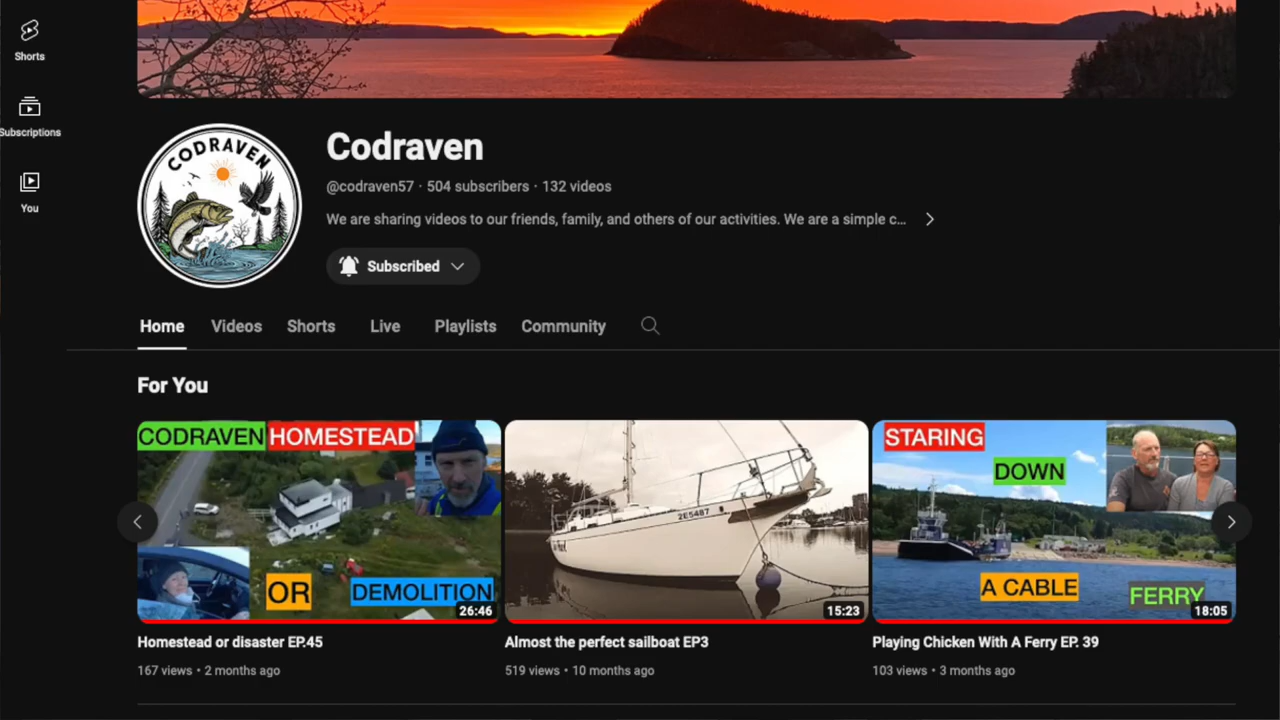 Shorts
Subscriptions
You
CODRAVEN
Codraven
@codraven57 · 504 subscribers · 132 videos
We are sharing videos to our friends, family, and others of our activities. We are a simple c...
Subscribed
Home Videos Shorts Live Playlists Community
For You
CODRAVEN HOMESTEAD
OR DEMOLITION
26:46
2E5487
15:23
STARING
DOWN
A CABLE
FERRY
18:05
Homestead or disaster EP.45
167 views • 2 months ago
Almost the perfect sailboat EP3
519 views • 10 months ago
Playing Chicken With A Ferry EP. 39
103 views • 3 months ago